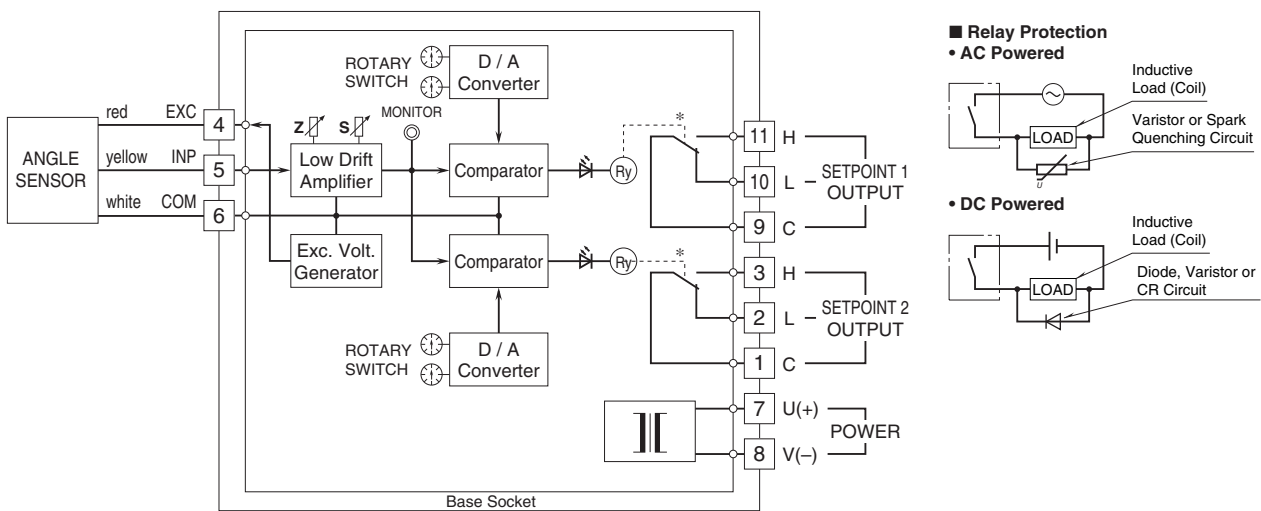 ANGLE
SENSOR
red EXC 4
yellow INP 5
white COM 6
ROTARY
SWITCH
D / A
Converter
MONITOR
Z
S
Low Drift
Amplifier
Comparator
Ry
*
Exc. Volt.
Generator
Comparator
Ry
*
ROTARY
SWITCH
D / A
Converter
11 H
10 L
9 C
SETPOINT 1
OUTPUT
3 H
2 L
1 C
SETPOINT 2
OUTPUT
7 U(+)
8 V(–)
POWER
Base Socket
■ Relay Protection
• AC Powered
LOAD
U
Inductive
Load (Coil)
Varistor or Spark
Quenching Circuit
• DC Powered
LOAD
Inductive
Load (Coil)
Diode, Varistor or
CR Circuit